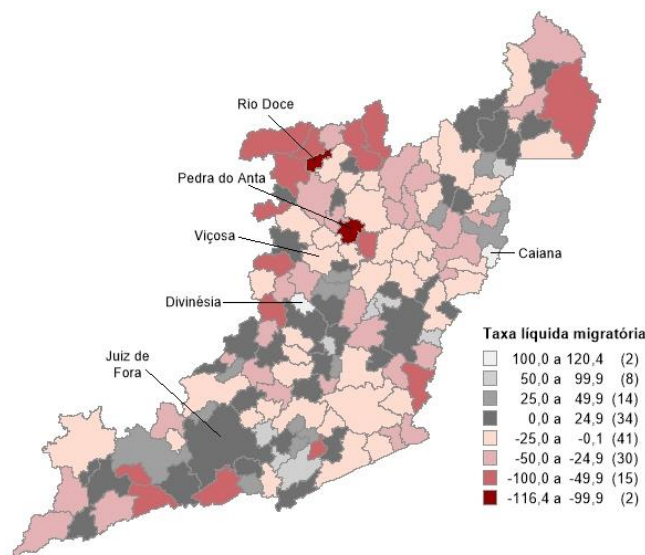 Rio Doce
Pedra do Anta
Viçosa
Caiana
Divinésia
Juiz de
Fora
Taxa líquida migratória
100,0 a 120,4 (2)
50,0 a 99,9 (8)
25,0 a 49,9 (14)
0,0 a 24,9 (34)
-25,0 a -0,1 (41)
-50,0 a -24,9 (30)
-100,0 a -49,9 (15)
-116,4 a -99,9 (2)